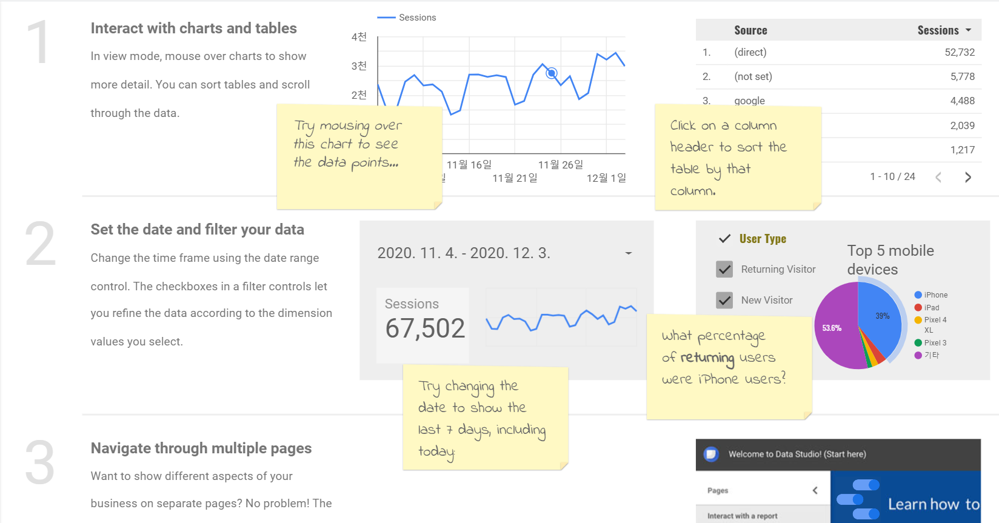 1
Interact with charts and tables
In view mode, mouse over charts to show
more detail. You can sort tables and scroll
through the data.
Sessions
4천
3천
2천
11월 16일
11월 26일
일
11월 21일
12월 1일
Try mousing over
this chart to see
the data points...
Source Sessions
1. (direct) 52,732
2. (not set) 5,778
3. google 4,488
2,039
1,217
1 - 10 / 24
Click on a column
header to sort the
table by that
column.
2
Set the date and filter your data
Change the time frame using the date range
control. The checkboxes in a filter controls let
you refine the data according to the dimension
values you select.
2020. 11. 4. - 2020. 12. 3.
Sessions
67,502
Try changing the
date to show the
last 7 days, including
today.
User Type
Returning Visitor
New Visitor
Top 5 mobile
devices
39%
53.6%
iPhone
iPad
Pixel 4
XL
Pixel 3
기타
What percentage
of returning users
were iPhone users?
3
Navigate through multiple pages
Want to show different aspects of your
business on separate pages? No problem! The
Welcome to Data Studio! (Start here)
Pages
Interact with a report
Learn how to